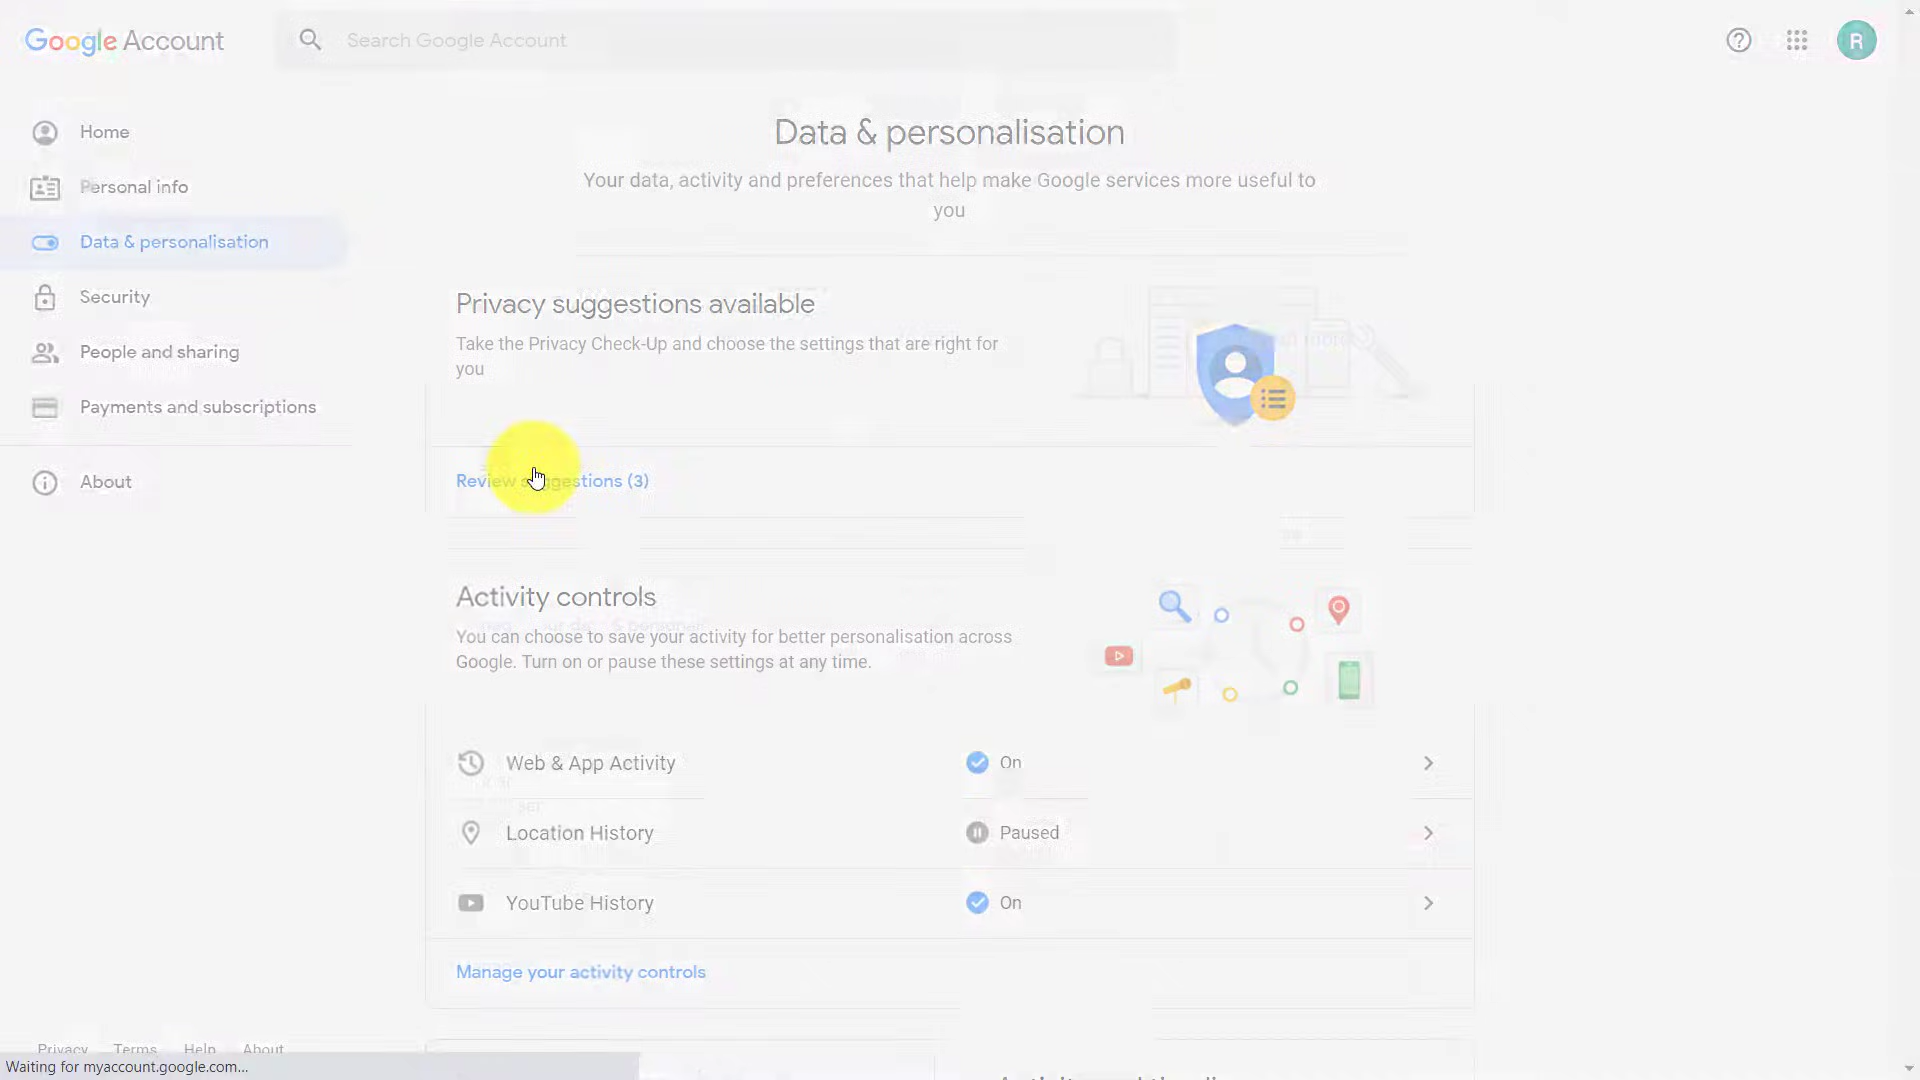 Google Account
Search Google Account
R
Home
Personal info
Data & personalisation
Security
People and sharing
Payments and subscriptions
About
Data & personalisation
Your data, activity and preferences that help make Google services more useful to
you
Privacy suggestions available
Take the Privacy Check-Up and choose the settings that are right for
you
Review suggestions (3)
Activity controls
You can choose to save your activity for better personalisation across
Google. Turn on or pause these settings at any time.
Web & App Activity On
Location History Paused
YouTube History On
Manage your activity controls
Privacy Terms Help About
Waiting for myaccount.google.com...